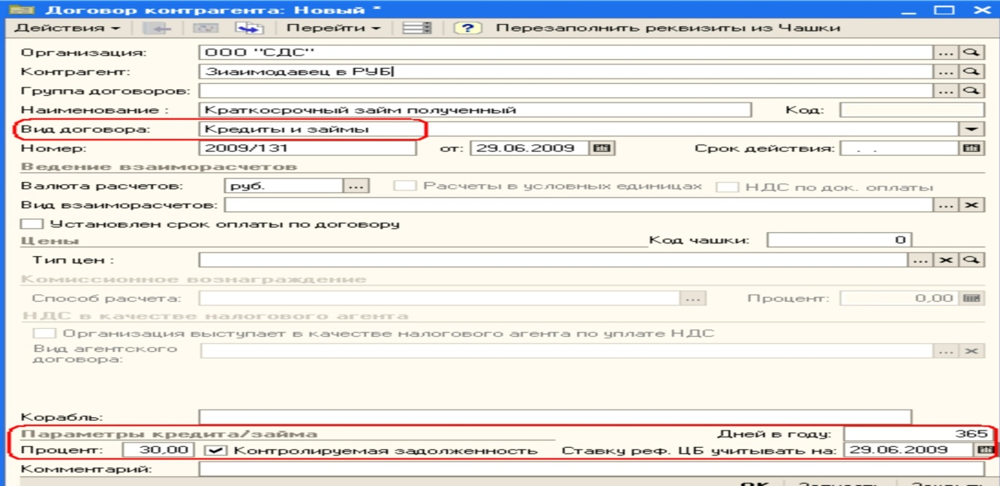 Договор контрагента: Новый *
Действия Перейти ? Перезаполнить реквизиты из Чашки
Организация: ООО "СДС" ...
Контрагент: Зиаимодавец в РУБ ...
Группа договоров: ...
Наименование : Краткосрочный займ полученный Код:
Вид договора: Кредиты и займы
Номер: 2009/131 от: 29.06.2009 Срок действия: . .
Ведение взаиморасчетов
Валюта расчетов: руб. ... Расчеты в условных единицах НДС по док. оплаты
Вид взаиморасчетов: ... ×
Установлен срок оплаты по договору
Цены Код чашки: 0
Тип цен : ... ×
Комиссионное вознаграждение
Способ расчета: ... Процент: 0,00
НДС в качестве налогового агента
Организация выступает в качестве налогового агента по уплате НДС
Вид агентского ... ×
договора:
Корабль:
Параметры кредита/займа Дней в году: 365
Процент: 30,00 Контролируемая задолженность Ставку реф. ЦБ учитывать на: 29.06.2009
Комментарий: